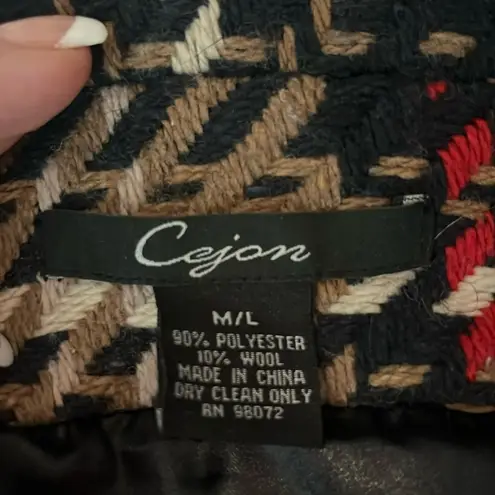 Cejon
M/L
90% POLYESTER
10% WOOL
MADE IN CHINA
DRY CLEAN ONLY
RN 98072